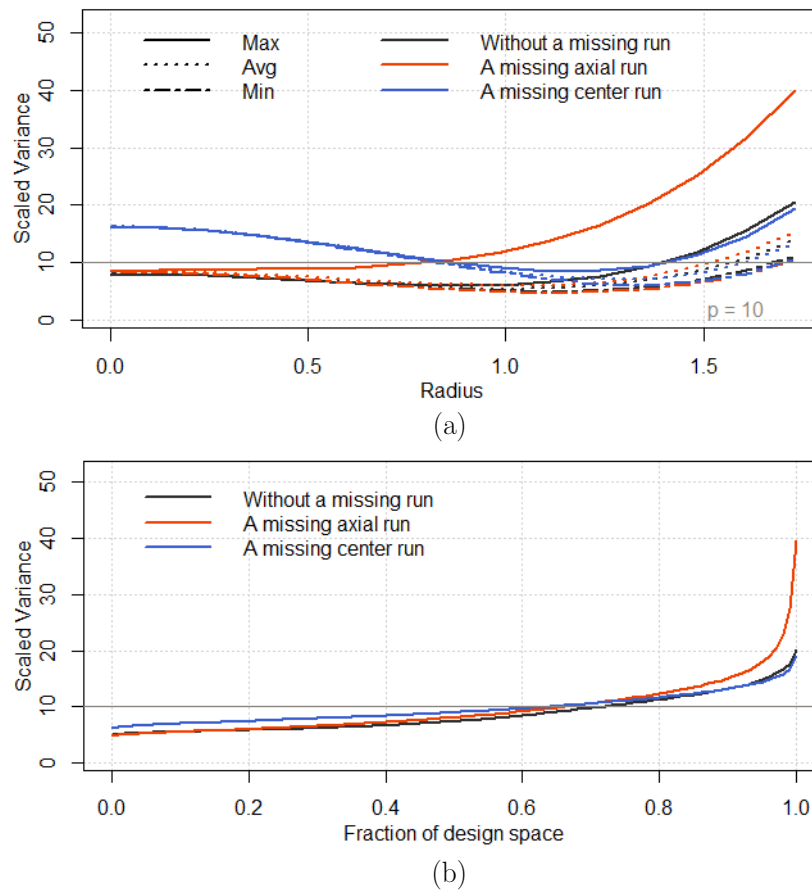 50
40
30
20
10
0
Scaled Variance
Max
Avg
Min
Without a missing run
A missing axial run
A missing center run
p = 10
0.0 0.5 1.0 1.5
Radius
(a)
50
40
30
20
10
0
Scaled Variance
Without a missing run
A missing axial run
A missing center run
0.0 0.2 0.4 0.6 0.8 1.0
Fraction of design space
(b)